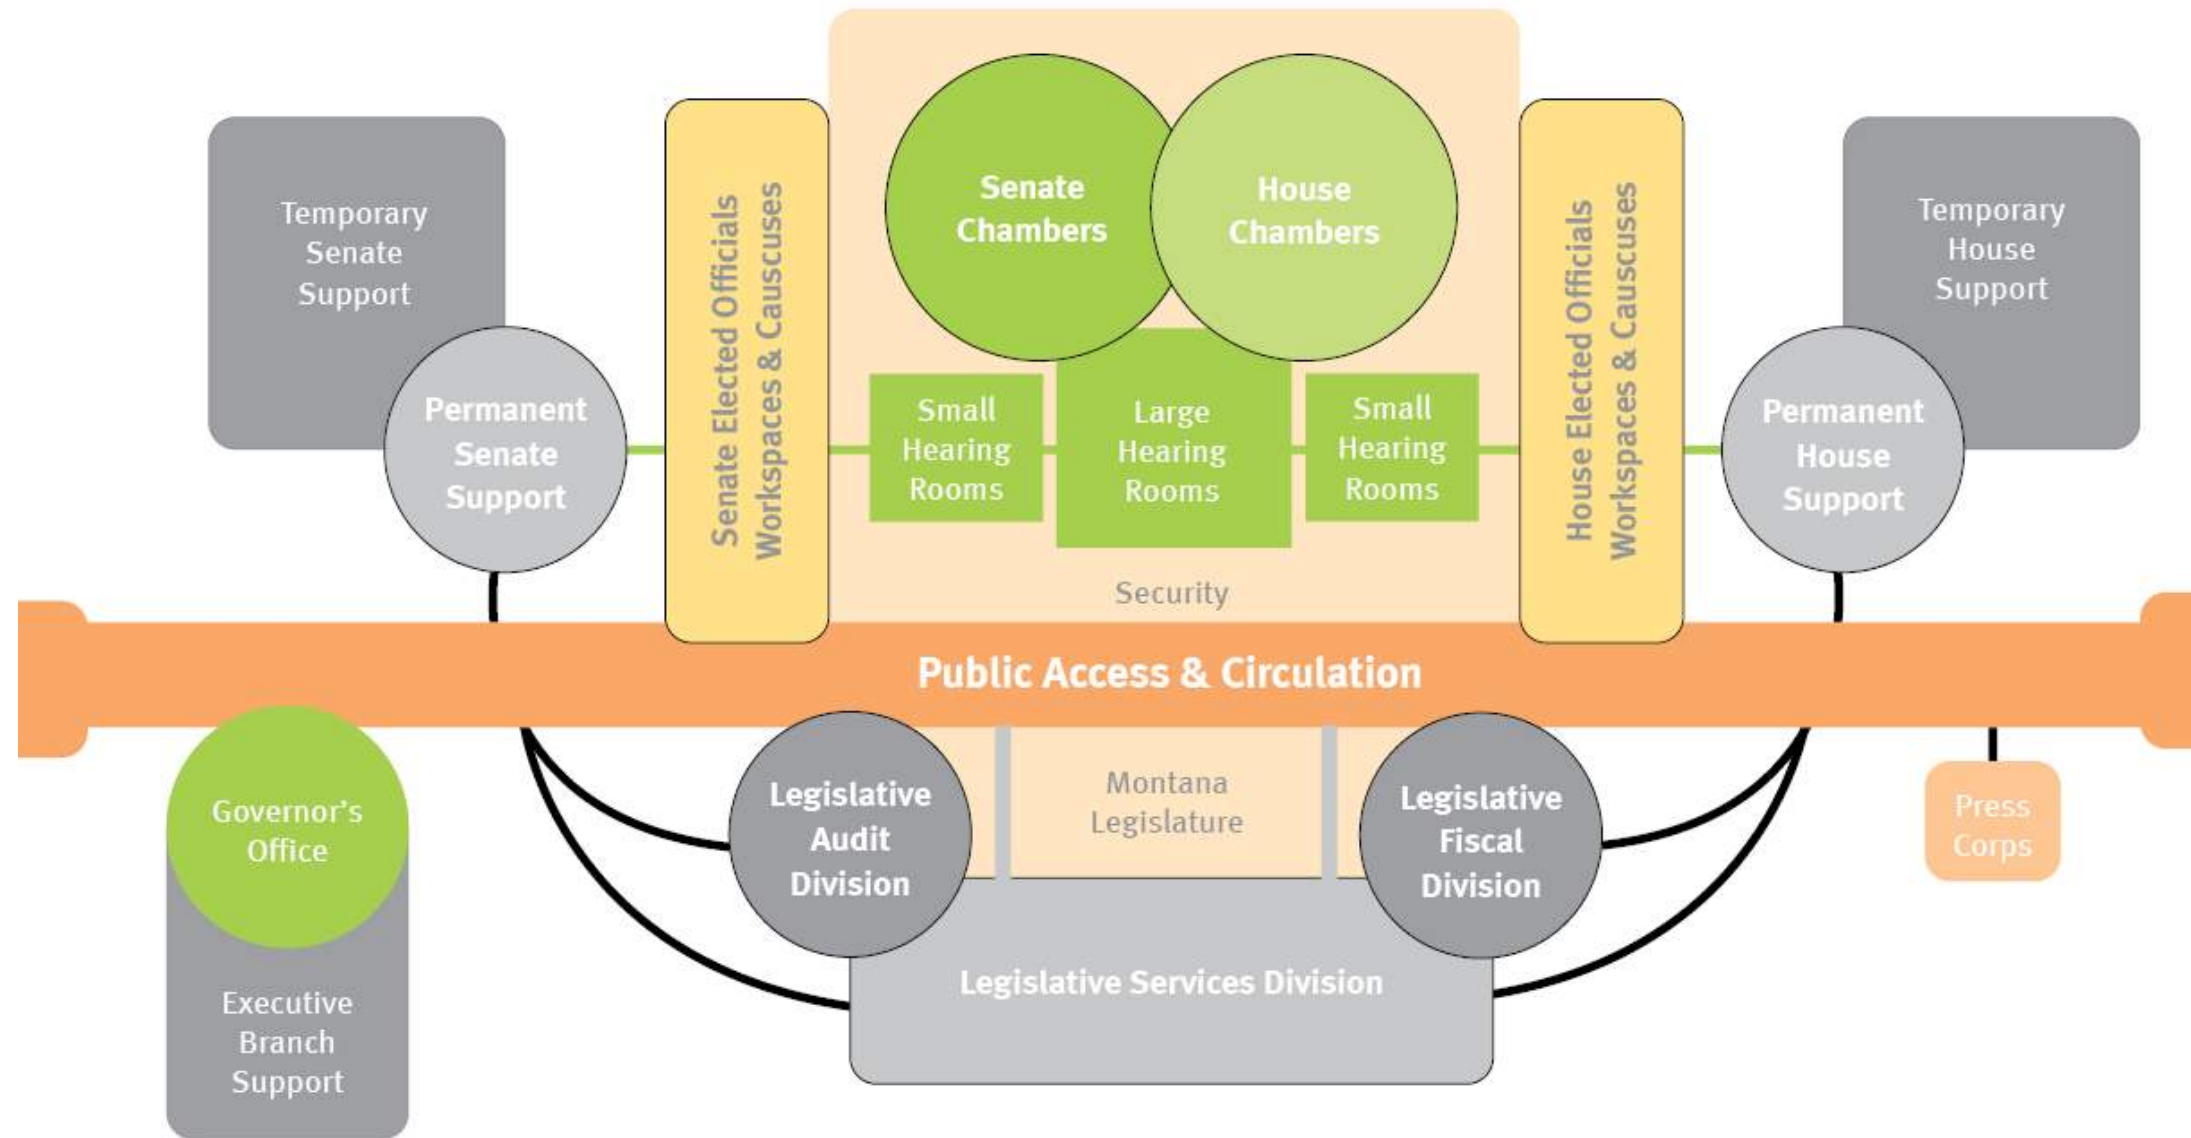 Temporary
Senate
Support
Permanent
Senate
Support
Senate Elected Officials
Workspaces & Causcuses
Senate
Chambers
House
Chambers
Small
Hearing
Rooms
Large
Hearing
Rooms
Small
Hearing
Rooms
Security
House Elected Officials
Workspaces & Causcuses
Temporary
House
Support
Permanent
House
Support
Public Access & Circulation
Governor's
Office
Executive
Branch
Support
Legislative
Audit
Division
Montana
Legislature
Legislative
Fiscal
Division
Legislative Services Division
Press
Corps